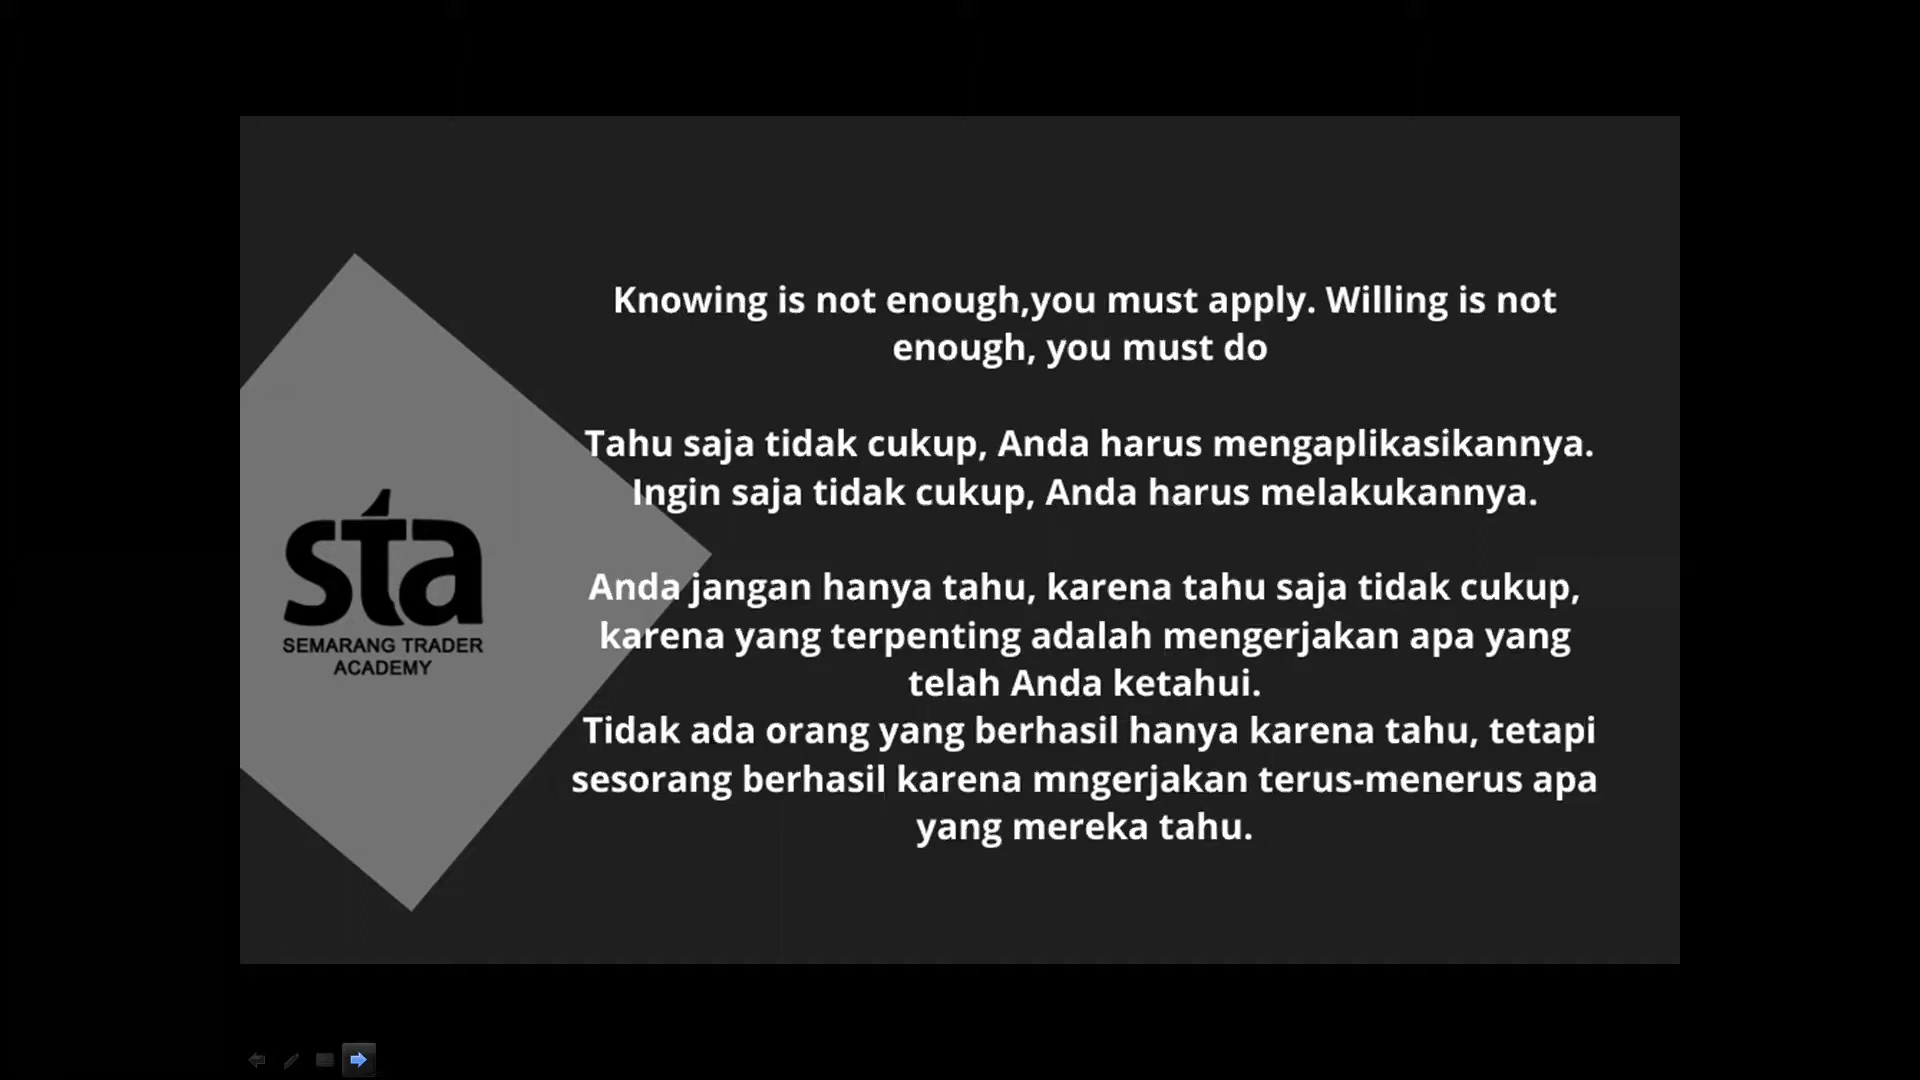 Knowing is not enough,you must apply. Willing is not
enough, you must do
Tahu saja tidak cukup, Anda harus mengaplikasikannya.
Ingin saja tidak cukup, Anda harus melakukannya.
Anda jangan hanya tahu, karena tahu saja tidak cukup,
karena yang terpenting adalah mengerjakan apa yang
telah Anda ketahui.
Tidak ada orang yang berhasil hanya karena tahu, tetapi
sesorang berhasil karena mngerjakan terus-menerus apa
yang mereka tahu.
sta
SEMARANG TRADER
ACADEMY